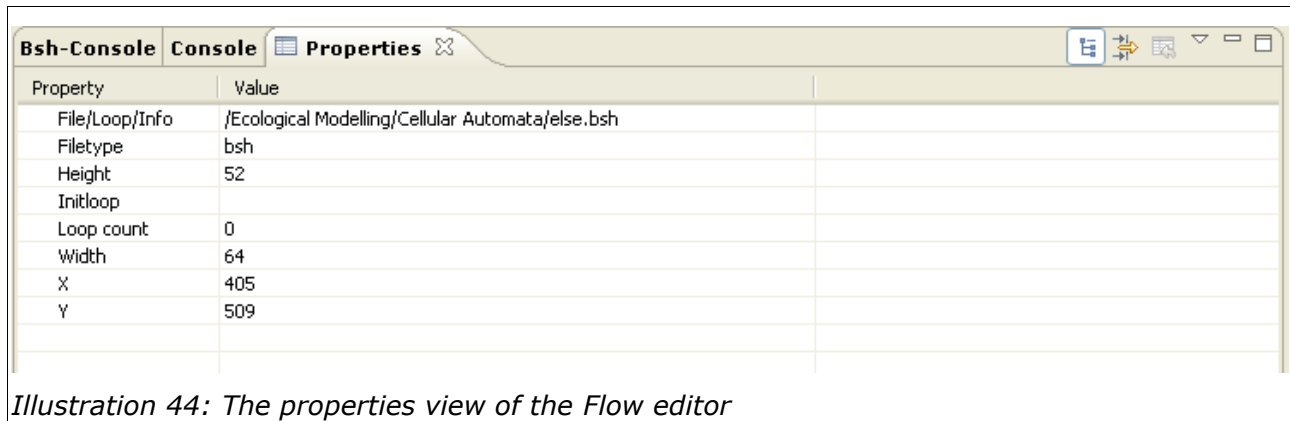 Bsh-Console Console Properties
Property Value
File/Loop/Info /Ecological Modelling/Cellular Automata/else.bsh
Filetype bsh
Height 52
Initloop
Loop count 0
Width 64
X 405
Y 509
Illustration 44: The properties view of the Flow editor